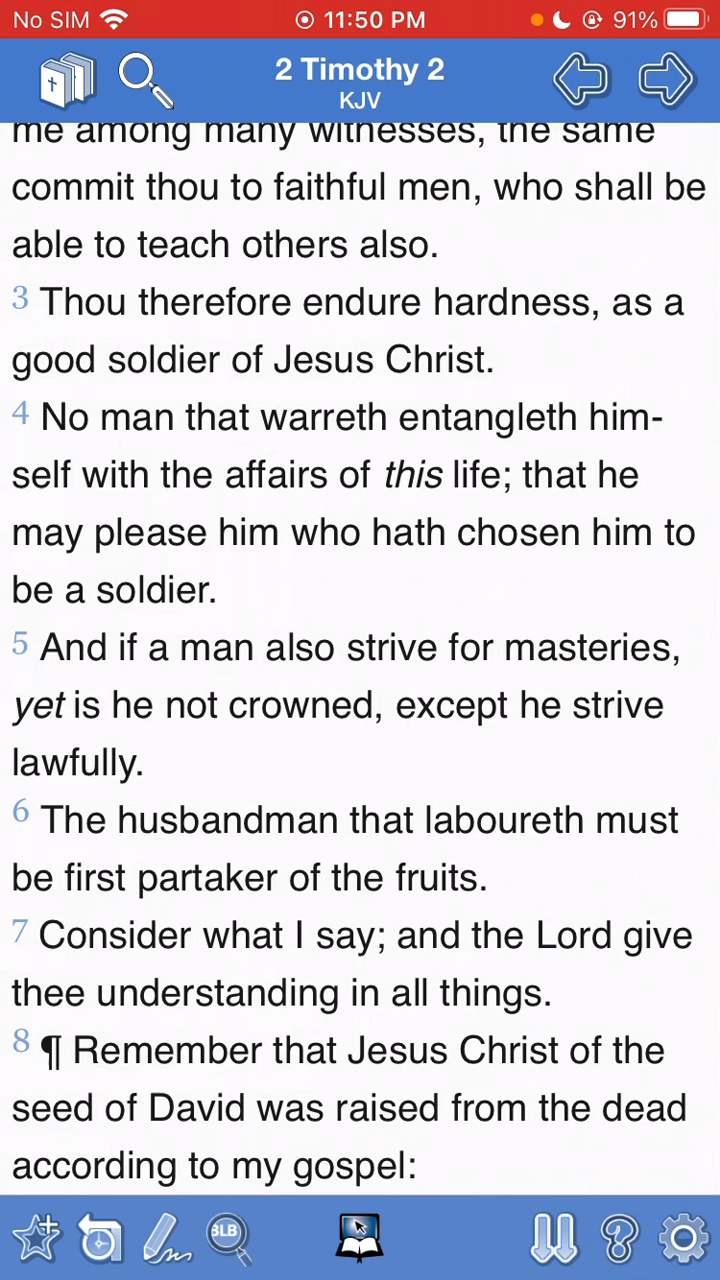 No SIM 11:50 PM 91%
2 Timothy 2
KJV
me among many witnesses, the same
commit thou to faithful men, who shall be
able to teach others also.
3 Thou therefore endure hardness, as a
good soldier of Jesus Christ.
4 No man that warreth entangleth him-
self with the affairs of this life; that he
may please him who hath chosen him to
be a soldier.
5 And if a man also strive for masteries,
yet is he not crowned, except he strive
lawfully.
6 The husbandman that laboureth must
be first partaker of the fruits.
7 Consider what I say; and the Lord give
thee understanding in all things.
8 ¶ Remember that Jesus Christ of the
seed of David was raised from the dead
according to my gospel:
BLB